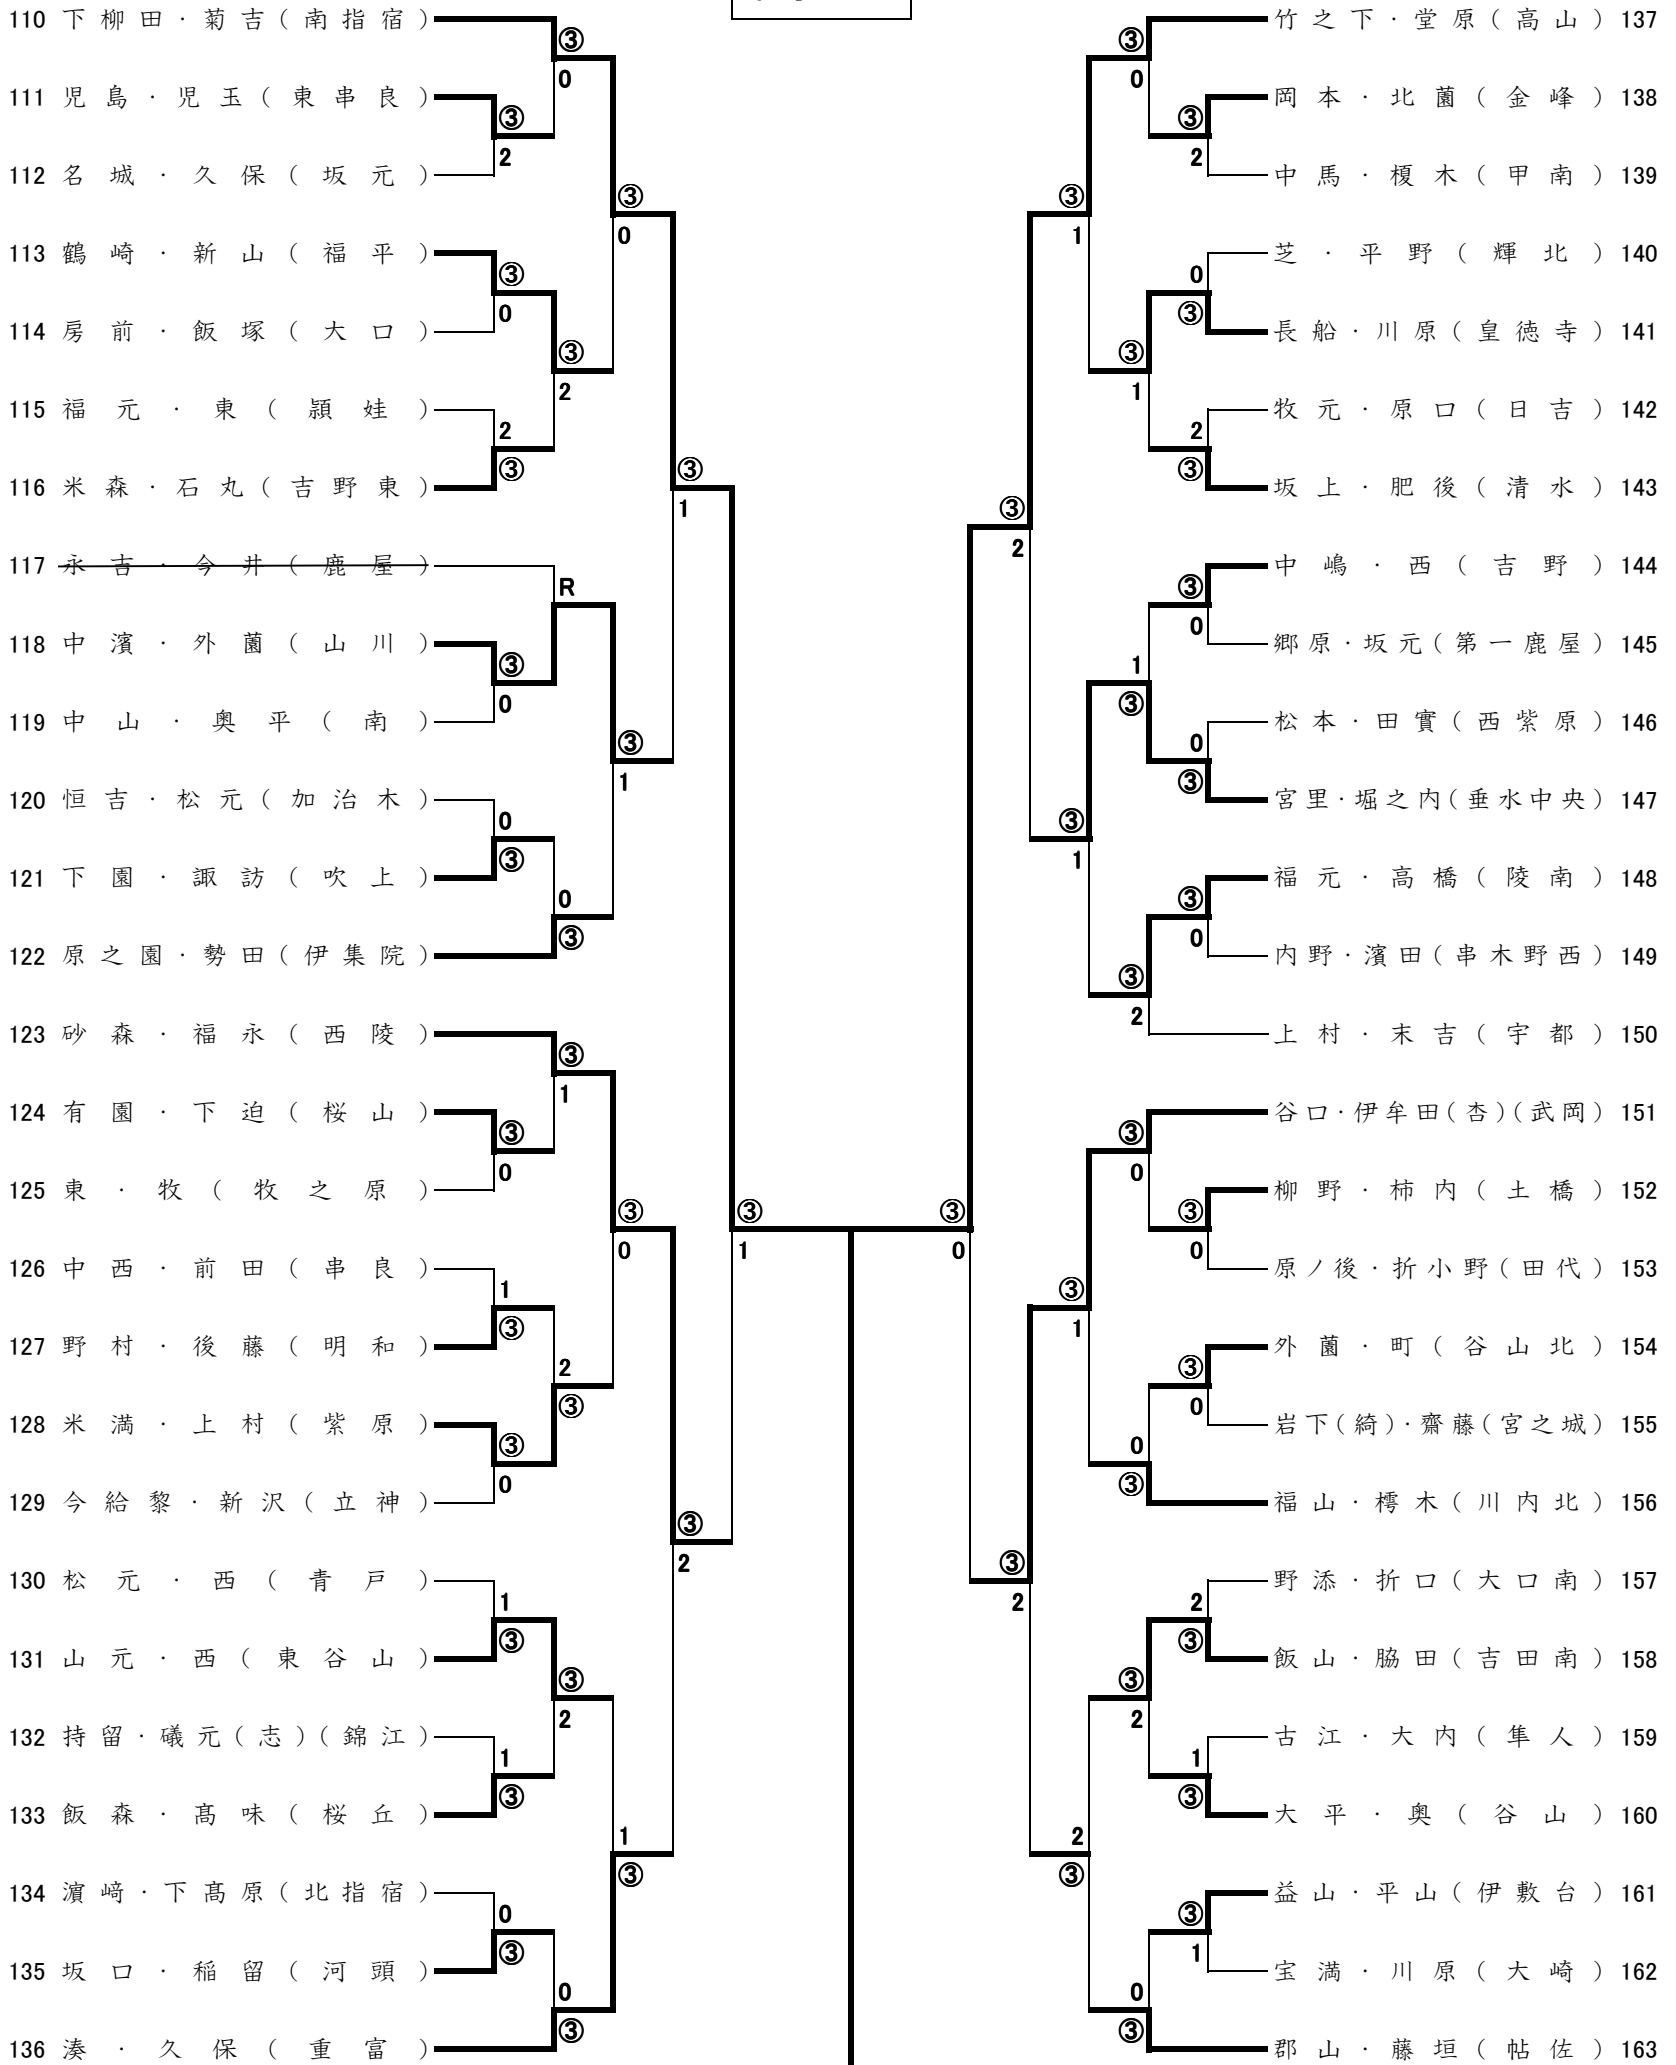 110 下柳田・菊吉(南指宿)
111 児島・児玉(東串良)
112 名城・久保(坂元)
113 鶴崎・新山(福平)
114 房前・飯塚(大口)
115 福元・東(頴娃)
116 米森・石丸(吉野東)
117 永吉・今井(鹿屋)
118 中濱・外薗(山川)
119 中山・奥平(南)
120 恒吉・松元(加治木)
121 下園・諏訪(吹上)
122 原之園・勢田(伊集院)
123 砂森・福永(西陵)
124 有園・下迫(桜山)
125 東・牧(牧之原)
126 中西・前田(串良)
127 野村・後藤(明和)
128 米満・上村(紫原)
129 今給黎・新沢(立神)
130 松元・西(青戸)
131 山元・西(東谷山)
132 持留・礒元(志)(錦江)
133 飯森・髙味(桜丘)
134 濵﨑・下髙原(北指宿)
135 坂口・稲留(河頭)
136 湊・久保(重富)
③
0
③
2
③
0
③
0
③
2
2
③
③
1
R
③
0
③
1
0
③
0
③
③
1
③
0
③
0
1
③
2
③
③
0
③
1
③
2
1
③
③
2
1
③
1
③
0
③
0
③
竹之下・堂原(高山) 137
岡本・北薗(金峰) 138
中馬・榎木(甲南) 139
芝・平野(輝北) 140
長船・川原(皇徳寺) 141
牧元・原口(日吉) 142
坂上・肥後(清水) 143
中嶋・西(吉野) 144
郷原・坂元(第一鹿屋) 145
松本・田實(西紫原) 146
宮里・堀之内(垂水中央) 147
福元・高橋(陵南) 148
内野・濱田(串木野西) 149
上村・末吉(宇都) 150
谷口・伊牟田(杏)(武岡) 151
柳野・柿内(土橋) 152
原ノ後・折小野(田代) 153
外薗・町(谷山北) 154
岩下(綺)・齋藤(宮之城) 155
福山・樗木(川内北) 156
野添・折口(大口南) 157
飯山・脇田(吉田南) 158
古江・大内(隼人) 159
大平・奥(谷山) 160
益山・平山(伊敷台) 161
宝満・川原(大崎) 162
郡山・藤垣(帖佐) 163
③
0
③
2
③
1
0
③
③
1
2
③
③
2
③
0
1
③
0
③
③
1
③
0
③
2
③
0
③
0
③
0
③
1
③
0
0
③
③
2
2
③
③
2
1
③
2
③
③
1
0
③